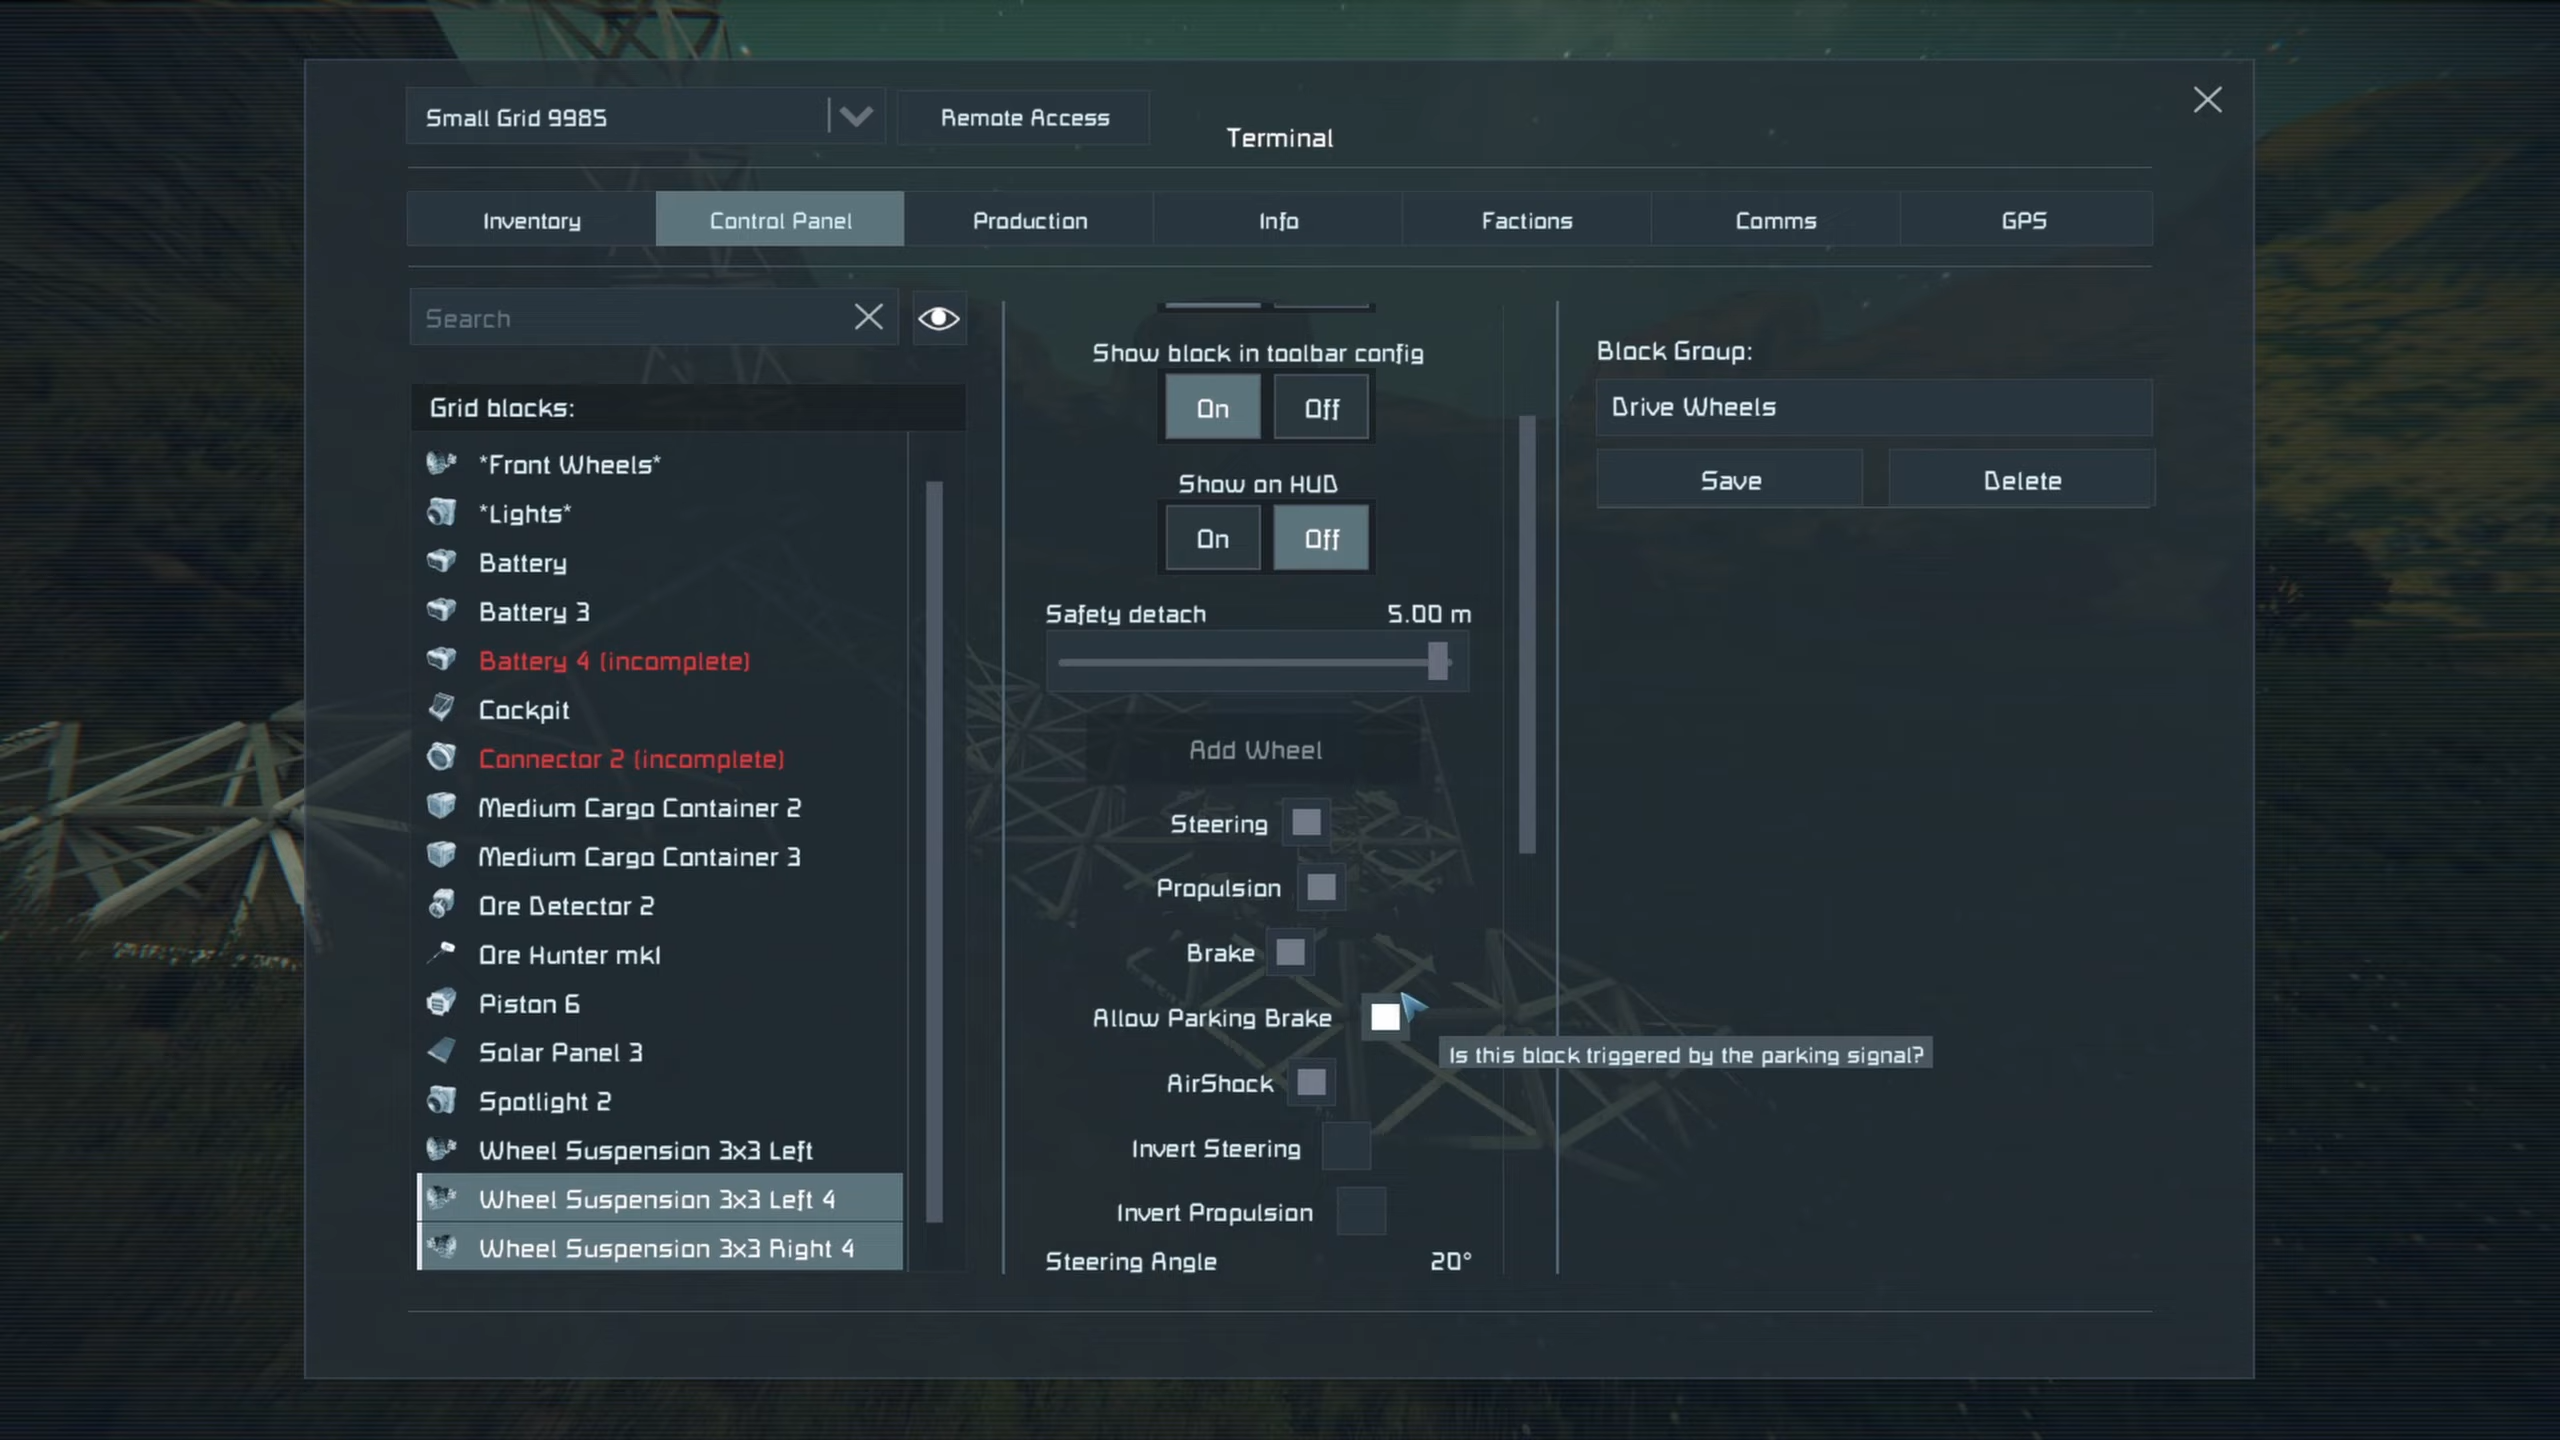 Small Grid 9985
Remote Access
Terminal
Inventory
Control Panel
Production
Info
Factions
Comms
GPS
Search
Grid blocks:
*Front Wheels*
*Lights*
Battery
Battery 3
Battery 4 (incomplete)
Cockpit
Connector 2 (incomplete)
Medium Cargo Container 2
Medium Cargo Container 3
Ore Detector 2
Ore Hunter mk1
Piston 6
Solar Panel 3
Spotlight 2
Wheel Suspension 3x3 Left
Wheel Suspension 3x3 Left 4
Wheel Suspension 3x3 Right 4
Show block in toolbar config
On Off
Show on HUD
On Off
Safety detach 5.00 m
Add Wheel
Steering
Propulsion
Brake
Allow Parking Brake
Is this block triggered by the parking signal?
AirShock
Invert Steering
Invert Propulsion
Steering Angle 20°
Block Group:
Drive Wheels
Save
Delete